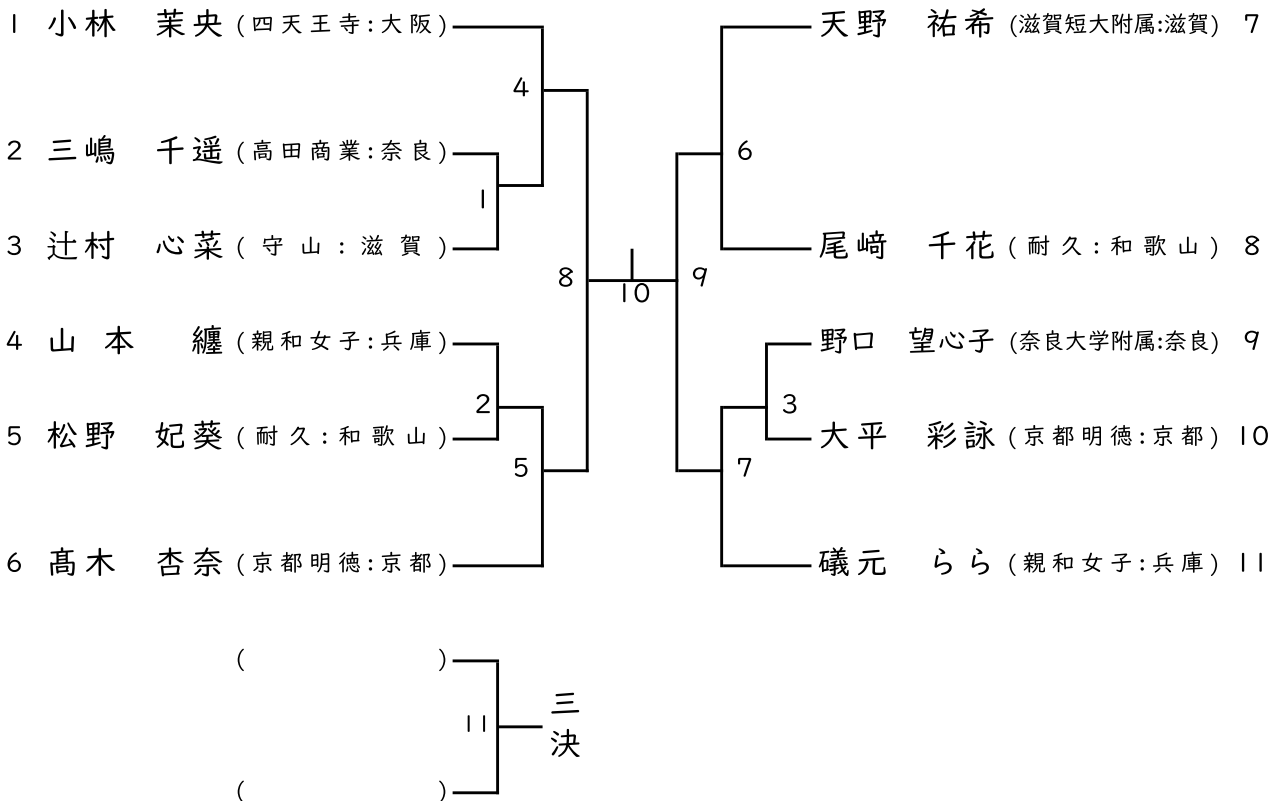 1 小林 茉央 (四天王寺:大阪)
4
2 三嶋 千遥 (高田商業:奈良)
1
3 辻村 心菜 (守山:滋賀)
8
4 山本 纏 (親和女子:兵庫)
2
5 松野 妃葵 (耐久:和歌山)
5
6 髙木 杏奈 (京都明徳:京都)
10
天野 祐希 (滋賀短大附属:滋賀) 7
6
尾﨑 千花 (耐久:和歌山) 8
9
野口 望心子 (奈良大学附属:奈良) 9
3
大平 彩詠 (京都明徳:京都) 10
7
礒元 らら (親和女子:兵庫) 11
( )
11
三決
( )